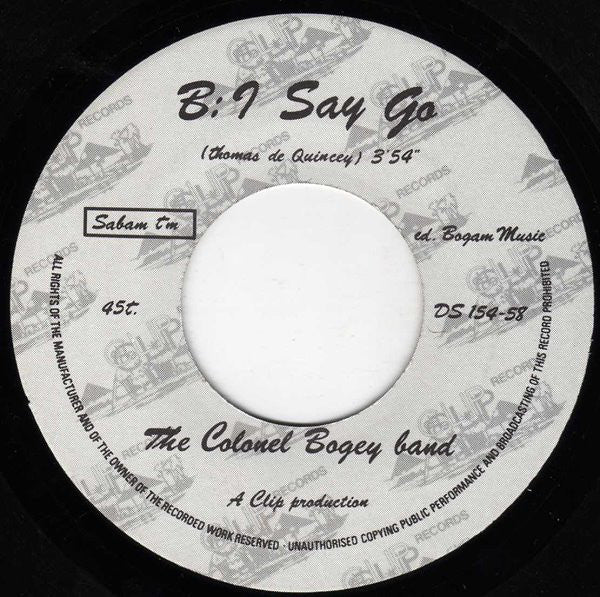 B: I Say Go
(thomas de Quincey) 3'54"
Sabam t'm
ed. Bogam Music
45t.
DS 154-58
The Colonel Bogey band
A Clip production
ALL RIGHTS OF THE MANUFACTURER AND OF THE OWNER OF THE RECORDED WORK RESERVED · UNAUTHORISED COPYING PUBLIC PERFORMANCE AND BROADCASTING OF THIS RECORD PROHIBITED
CLIP RECORDS